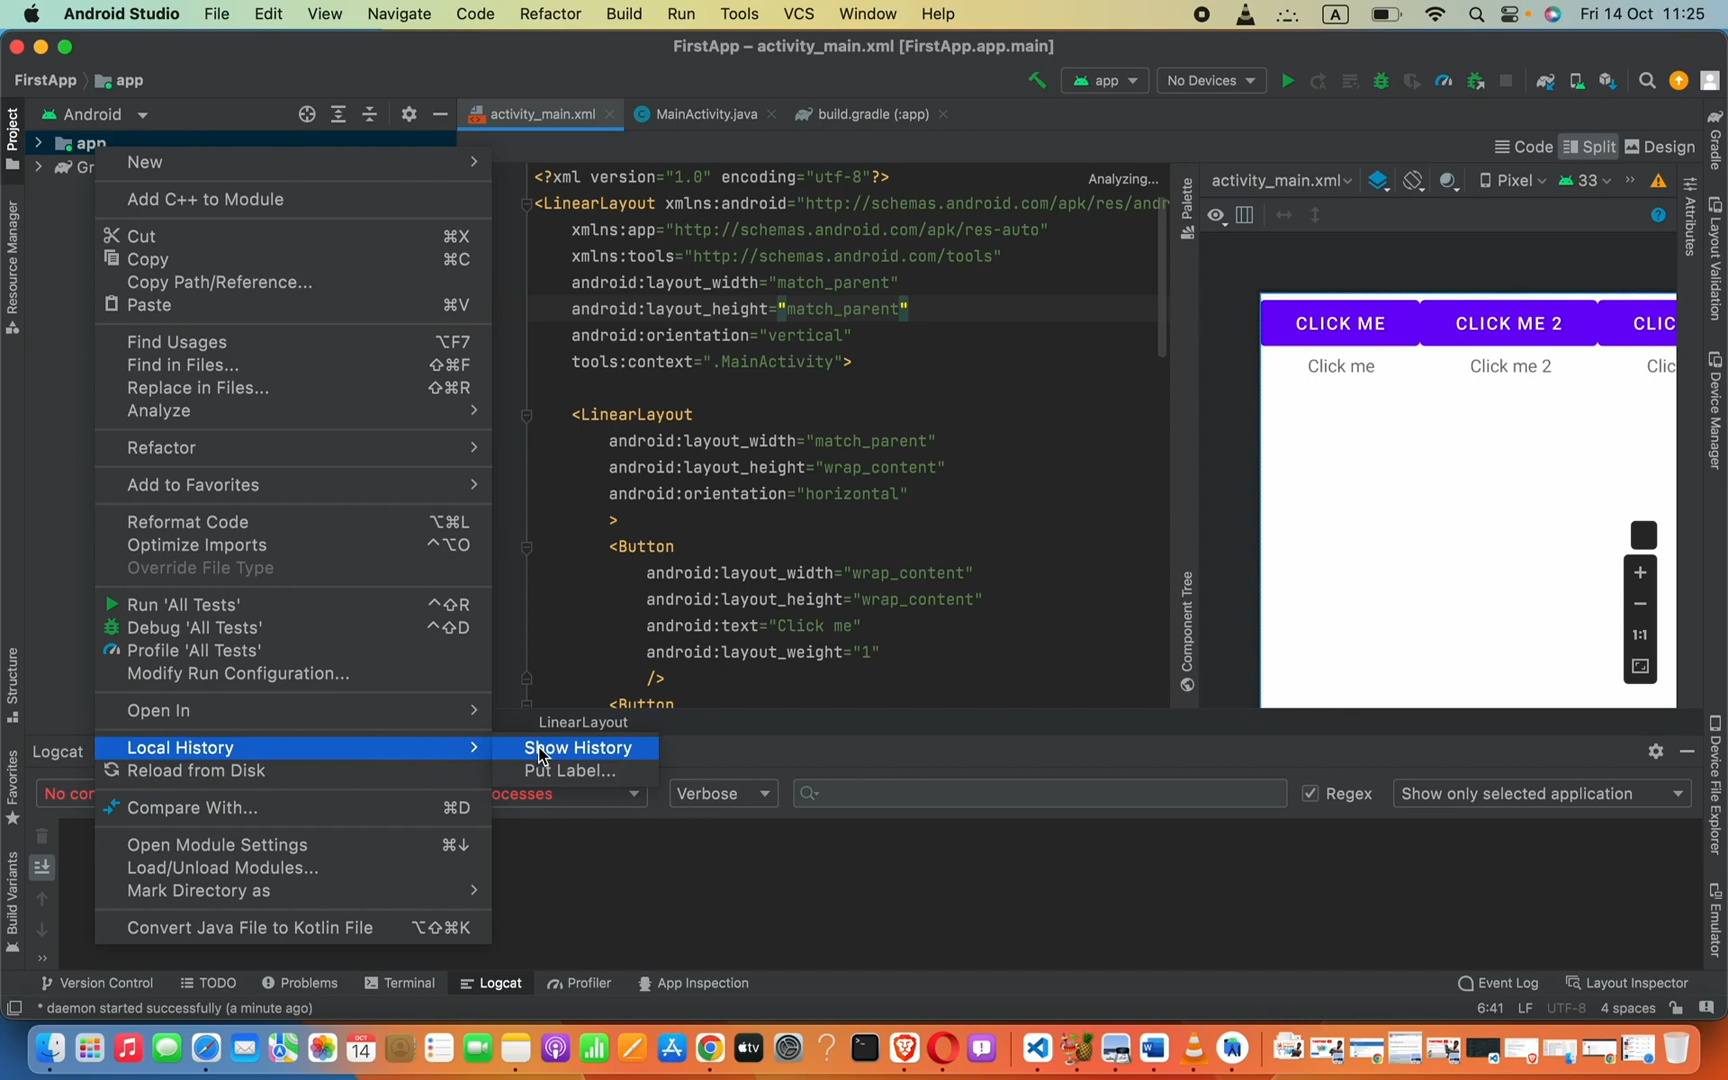 Android Studio File Edit View Navigate Code Refactor Build Run Tools VCS Window Help A Fri 14 Oct 11:25
FirstApp – activity_main.xml [FirstApp.app.main]
FirstApp app app No Devices
Project
Resource Manager
Structure
Favorites
Build Variants
Android
activity_main.xml MainActivity.java build.gradle (:app)
app
Gr
Code Split Design
New
Add C++ to Module
Cut ⌘X
Copy ⌘C
Copy Path/Reference...
Paste ⌘V
Find Usages ⌥F7
Find in Files... ⇧⌘F
Replace in Files... ⇧⌘R
Analyze
Refactor
Add to Favorites
Reformat Code ⌥⌘L
Optimize Imports ^⌥O
Override File Type
Run 'All Tests' ^⇧R
Debug 'All Tests' ^⇧D
Profile 'All Tests'
Modify Run Configuration...
Open In
Local History
Reload from Disk
Compare With... ⌘D
Open Module Settings ⌘↓
Load/Unload Modules...
Mark Directory as
Convert Java File to Kotlin File ⌥⇧⌘K
Show History
Put Label...
<?xml version="1.0" encoding="utf-8"?>
Analyzing...
<LinearLayout xmlns:android="http://schemas.android.com/apk/res/andr
xmlns:app="http://schemas.android.com/apk/res-auto"
xmlns:tools="http://schemas.android.com/tools"
android:layout_width="match_parent"
android:layout_height="match_parent"
android:orientation="vertical"
tools:context=".MainActivity">
<LinearLayout
android:layout_width="match_parent"
android:layout_height="wrap_content"
android:orientation="horizontal"
>
<Button
android:layout_width="wrap_content"
android:layout_height="wrap_content"
android:text="Click me"
android:layout_weight="1"
/>
<Button
LinearLayout
Palette
Component Tree
activity_main.xml Pixel 33
CLICK ME CLICK ME 2 CLIC
Click me Click me 2 Clic
1:1
Attributes
Gradle
Layout Validation
Device Manager
Device File Explorer
Emulator
Logcat
No con ocesses Verbose Regex Show only selected application
Version Control TODO Problems Terminal Logcat Profiler App Inspection Event Log Layout Inspector
* daemon started successfully (a minute ago) 6:41 LF UTF-8 4 spaces
OCT
14